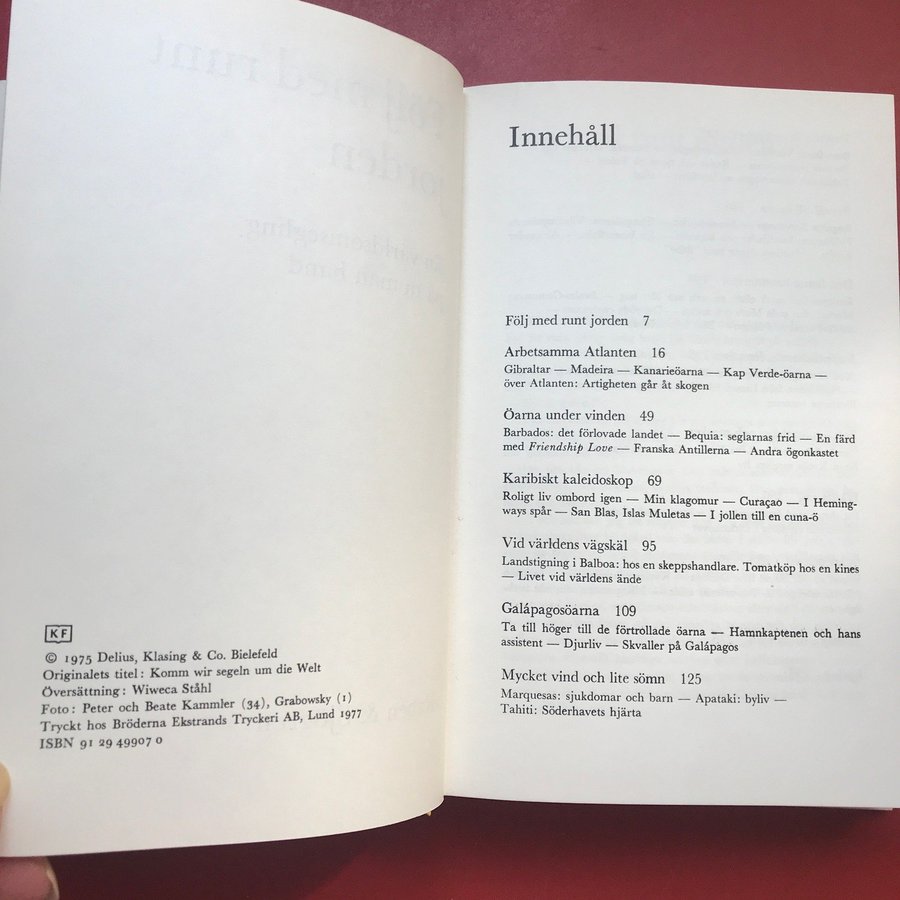 KF
© 1975 Delius, Klasing & Co. Bielefeld
Originalets titel: Komm wir segeln um die Welt
Översättning: Wiweca Ståhl
Foto: Peter och Beate Kammler (34), Grabowsky (1)
Tryckt hos Bröderna Ekstrands Tryckeri AB, Lund 1977
ISBN 91 29 49907 0
Innehåll
Följ med runt jorden 7
Arbetsamma Atlanten 16
Gibraltar — Madeira — Kanarieöarna — Kap Verde-öarna —
över Atlanten: Artigheten går åt skogen
Öarna under vinden 49
Barbados: det förlovade landet — Bequia: seglarnas frid — En färd
med Friendship Love — Franska Antillerna — Andra ögonkastet
Karibiskt kaleidoskop 69
Roligt liv ombord igen — Min klagomur — Curaçao — I Heming-
ways spår — San Blas, Islas Muletas — I jollen till en cuna-ö
Vid världens vägskäl 95
Landstigning i Balboa: hos en skeppshandlare. Tomatköp hos en kines
— Livet vid världens ände
Galápagosöarna 109
Ta till höger till de förtrollade öarna — Hamnkaptenen och hans
assistent — Djurliv — Skvaller på Galápagos
Mycket vind och lite sömn 125
Marquesas: sjukdomar och barn — Apataki: byliv —
Tahiti: Söderhavets hjärta